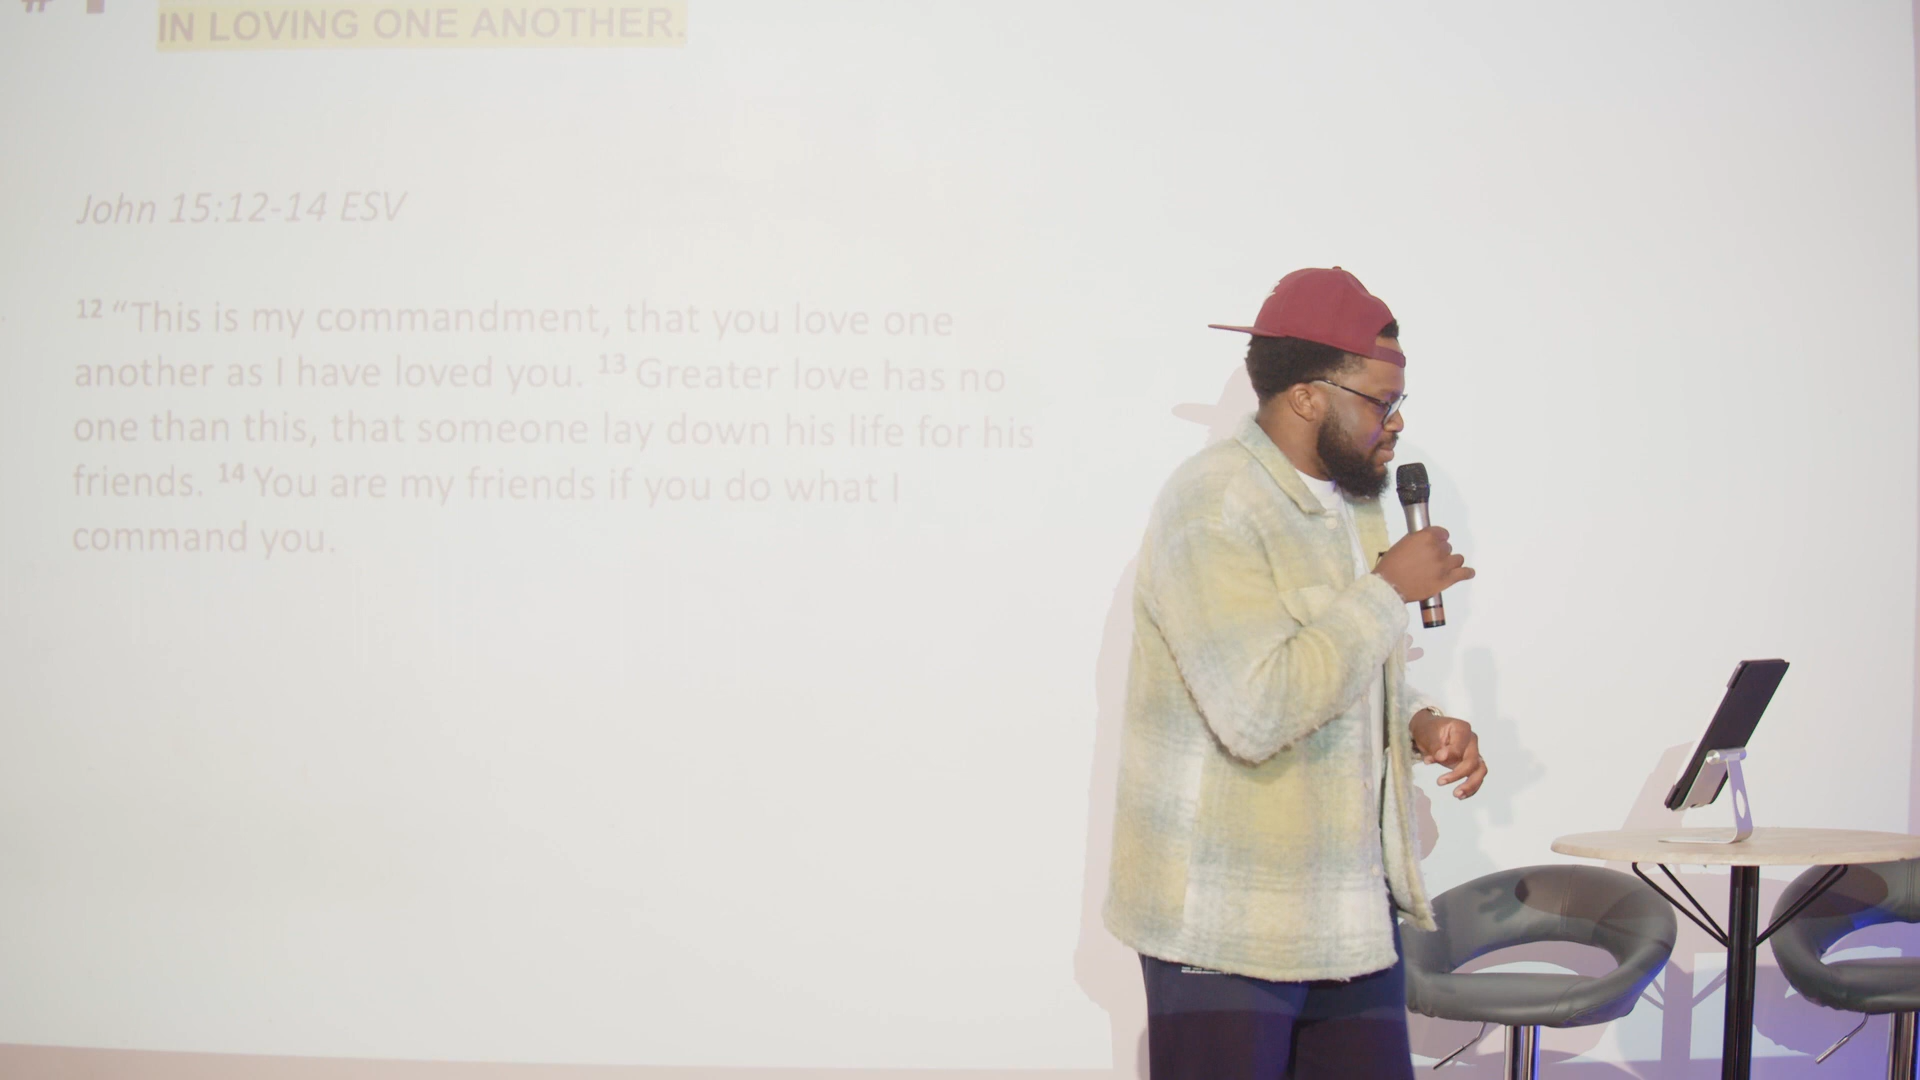 IN LOVING ONE ANOTHER.
John 15:12-14 ESV
12 “This is my commandment, that you love one
another as I have loved you. 13 Greater love has no
one than this, that someone lay down his life for his
friends. 14 You are my friends if you do what I
command you.